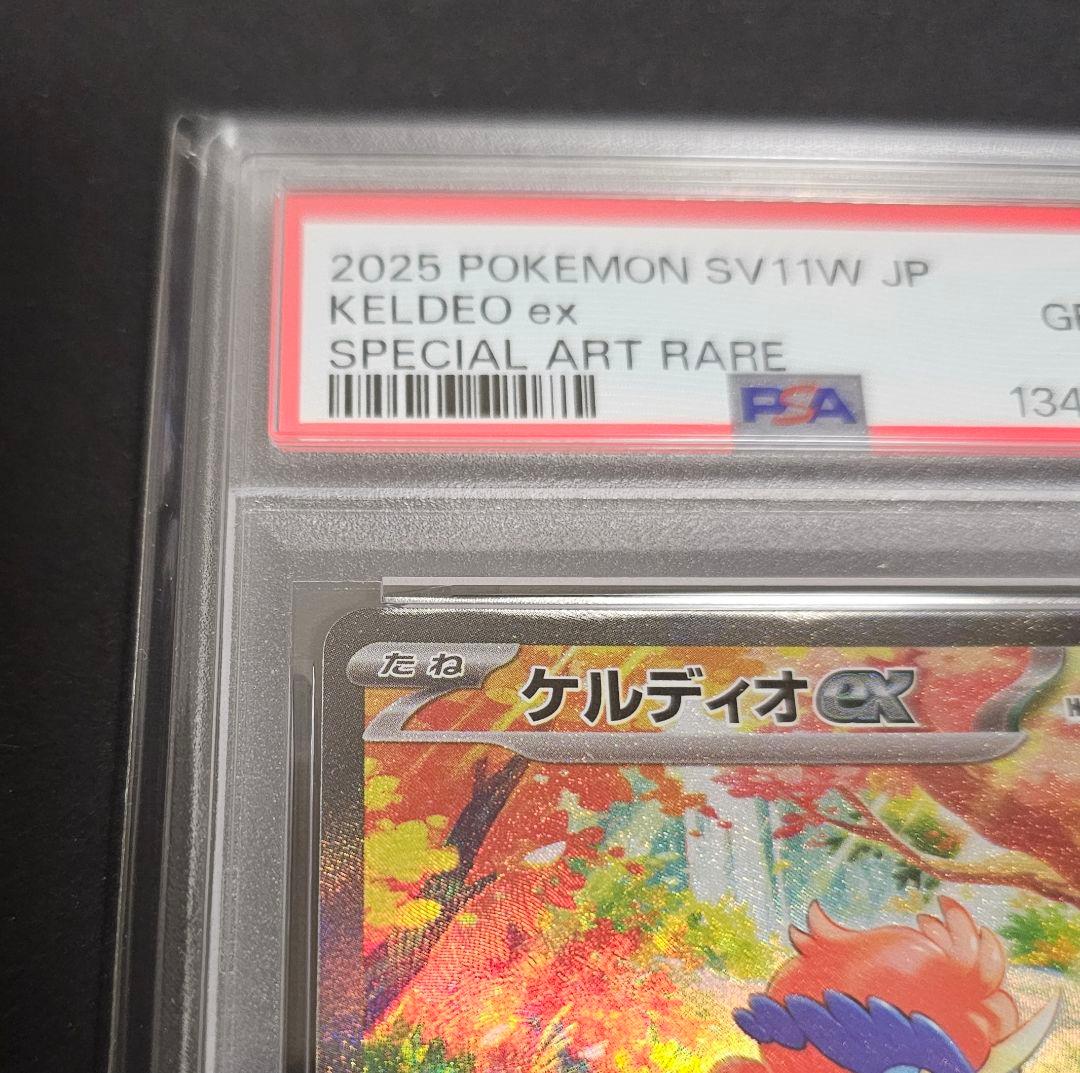 2025 POKEMON SV11W JP
KELDEO ex
SPECIAL ART RARE
PSA
134
たね
ケルディオex